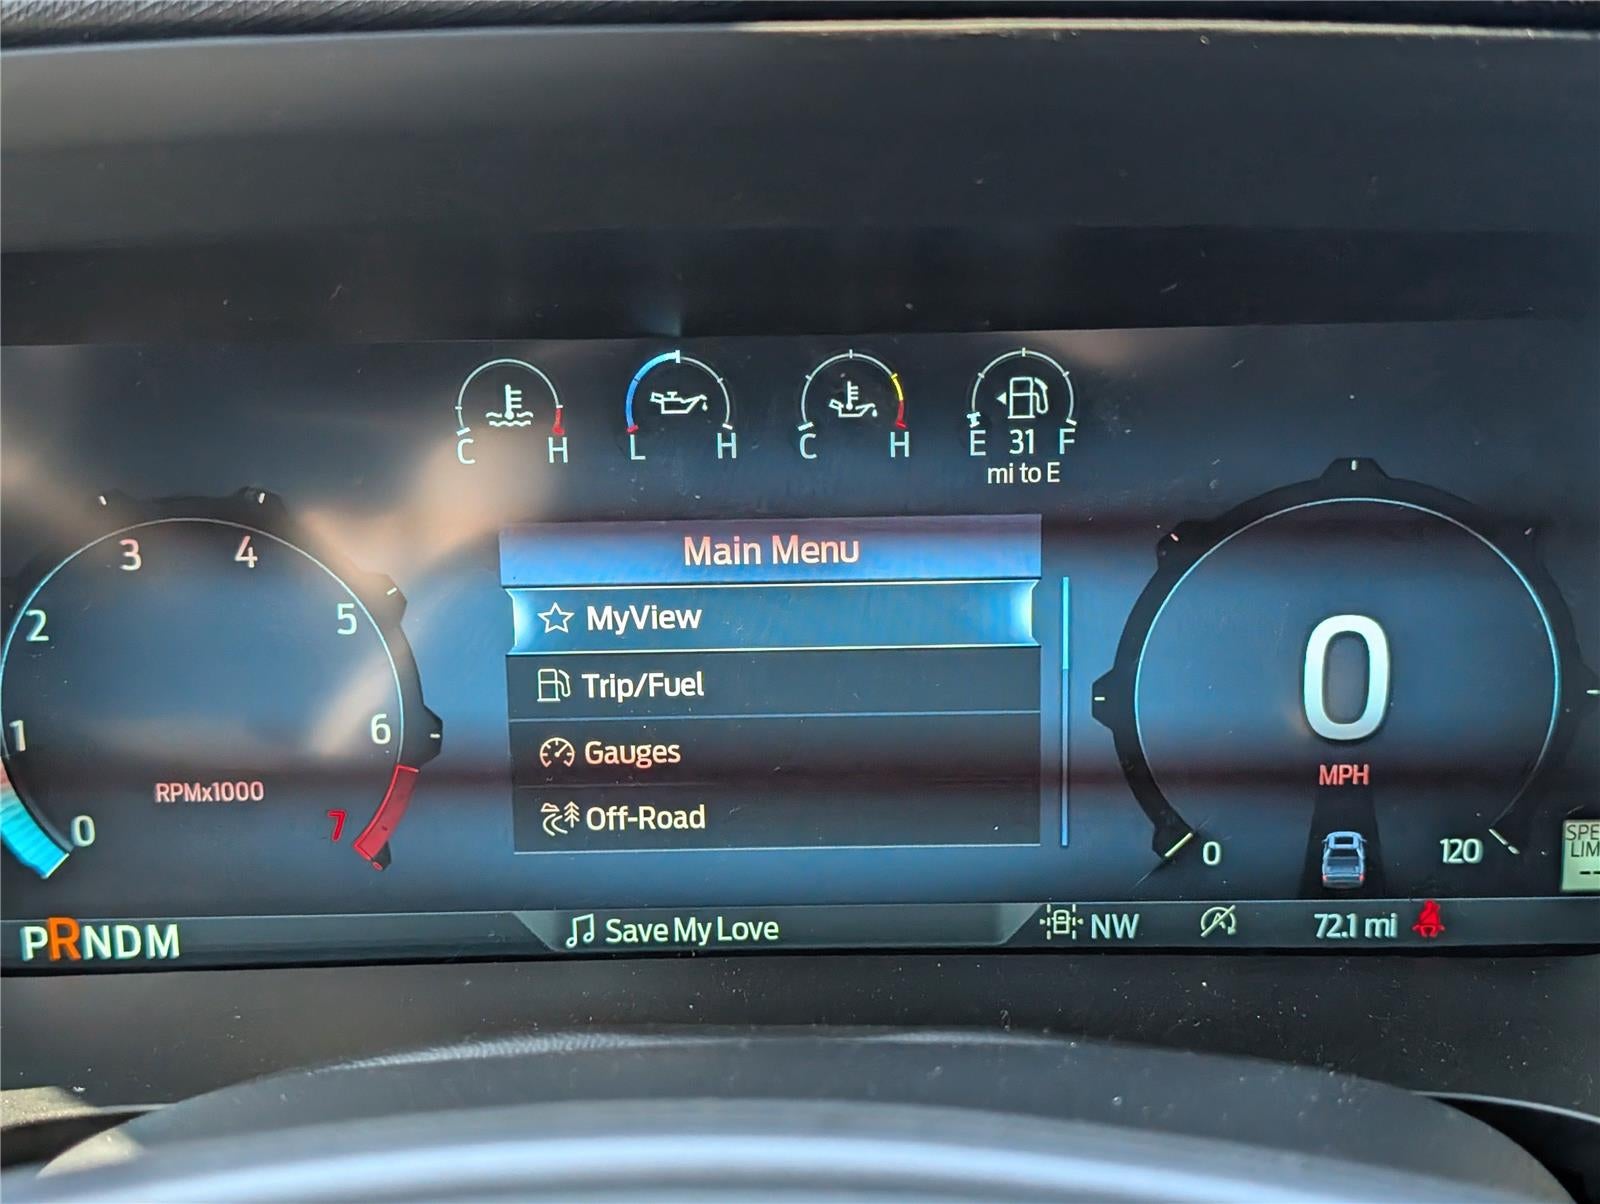 C H
L H
C H
E 31 F
mi to E
Main Menu
MyView
Trip/Fuel
Gauges
Off-Road
0
1
2
3
4
5
6
7
RPMx1000
0
MPH
0
120
PRNDM
Save My Love
NW
72.1 mi